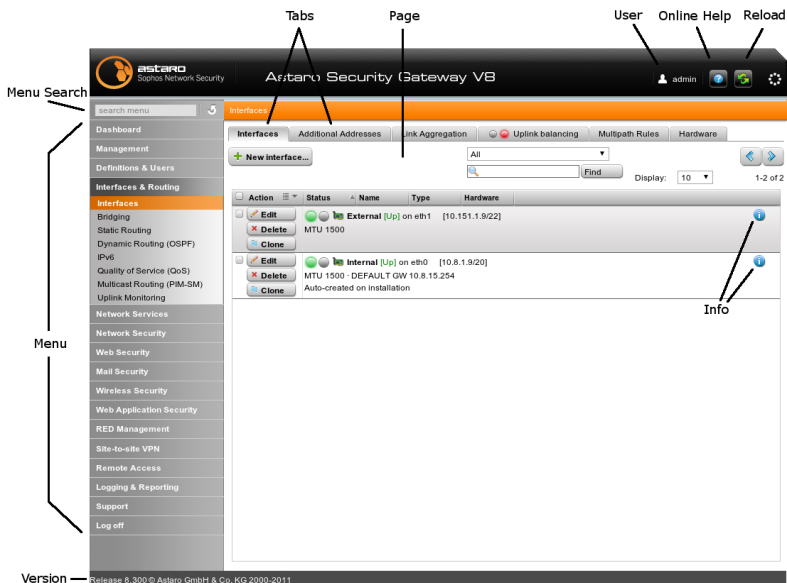 Tabs Page User Online Help Reload
astaro
Sophos Network Security
Astaro Security Gateway V8
admin
Menu Search
search menu
Interfaces
Dashboard
Management
Definitions & Users
Interfaces & Routing
Interfaces
Bridging
Static Routing
Dynamic Routing (OSPF)
IPv6
Quality of Service (QoS)
Multicast Routing (PIM-SM)
Uplink Monitoring
Network Services
Network Security
Menu
Web Security
Mail Security
Wireless Security
Web Application Security
RED Management
Site-to-site VPN
Remote Access
Logging & Reporting
Support
Log off
Interfaces Additional Addresses Link Aggregation Uplink balancing Multipath Rules Hardware
New interface...
All
Find
Display: 10
1-2 of 2
Action Status Name Type Hardware
Edit External [Up] on eth1 [10.151.1.9/22]
Delete MTU 1500
Clone
Edit Internal [Up] on eth0 [10.8.1.9/20]
Delete MTU 1500 · DEFAULT GW 10.8.15.254
Clone Auto-created on installation
Info
Version
Release 8.300 © Astaro GmbH & Co. KG 2000-2011